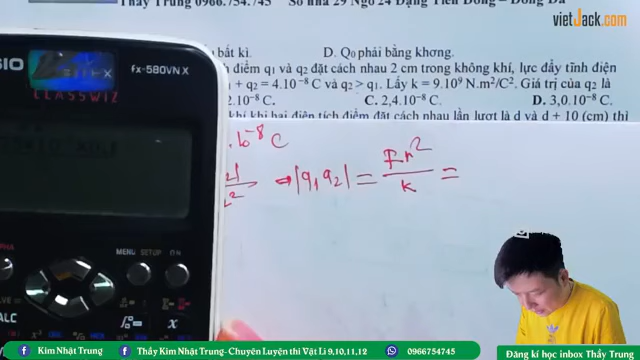 Thầy Trung 0966.754.745 Số nhà 29 Ngõ 24 Đặng Tiến Đông – Đống Đa
vietJack.com
bất kì. D. Q₀ phải bằng không.
điểm q₁ và q₂ đặt cách nhau 2 cm trong không khí, lực đẩy tĩnh điện
+ q₂ = 4.10⁻⁸ C và q₂ > q₁. Lấy k = 9.10⁹ N.m²/C². Giá trị của q₂ là
2.10⁻⁸ C. C. 2,4.10⁻⁸ C. D. 3,0.10⁻⁸ C.
khí khi hai điện tích điểm đặt cách nhau lần lượt là d và d + 10 (cm) thì
.10⁻⁸ C
⇒ |q₁q₂| = Fr²/k =
fx-580VN X
CLASSWIZ
MENU SETUP ON
x
Kim Nhật Trung
Thầy Kim Nhật Trung- Chuyên Luyện thi Vật Lí 9,10,11,12
0966754745
Đăng kí học inbox Thầy Trung